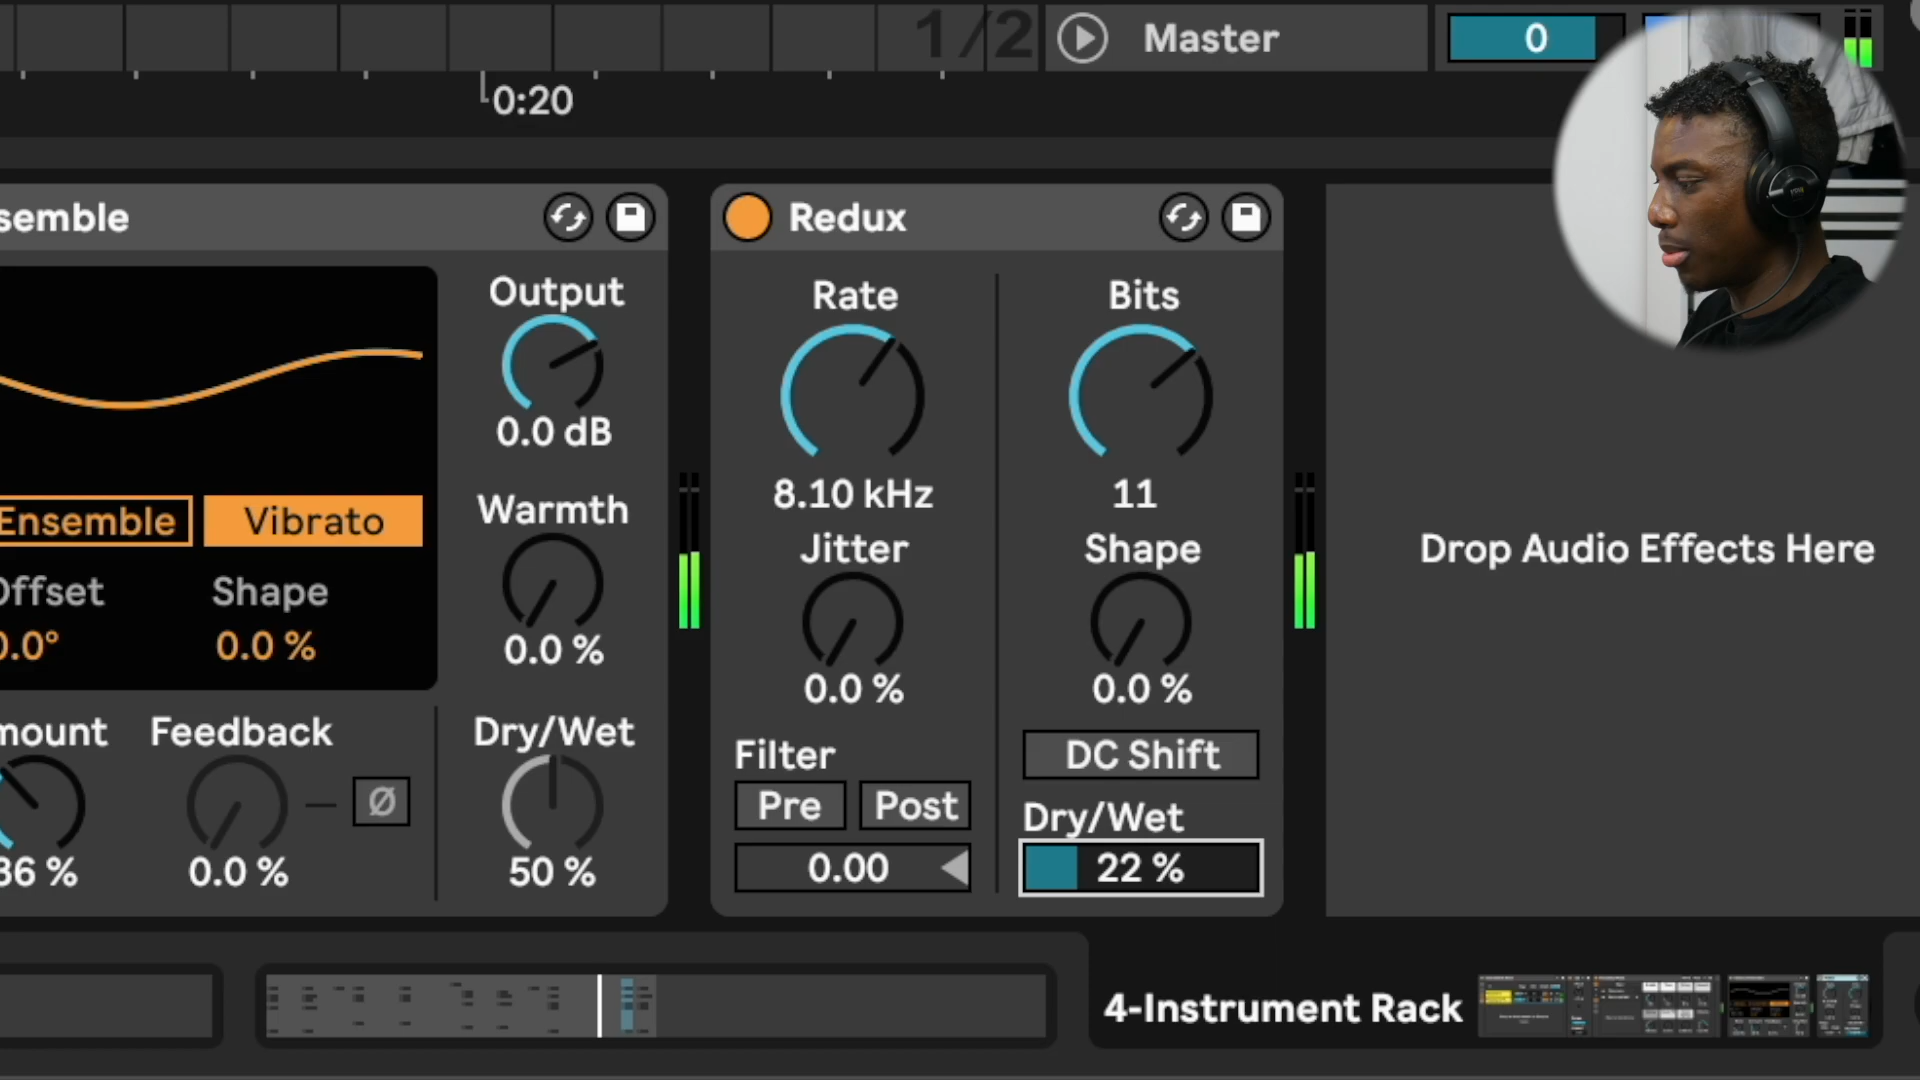 1/2
Master
0
0:20
semble
Redux
Output
0.0 dB
Rate
8.10 kHz
Bits
11
Ensemble
Vibrato
Warmth
0.0 %
Jitter
0.0 %
Shape
0.0 %
Drop Audio Effects Here
Offset
0.0°
Shape
0.0 %
mount
36 %
Feedback
0.0 %
Ø
Dry/Wet
50 %
Filter
Pre
Post
0.00
DC Shift
Dry/Wet
22 %
4-Instrument Rack